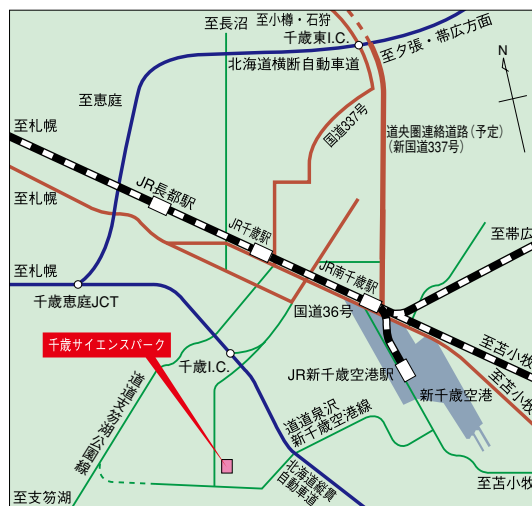 至長沼
至小樽・石狩
千歳東I.C.
至夕張・帯広方面
北海道横断自動車道
N
至恵庭
国道337号
道央圏連絡道路(予定)
(新国道337号)
至札幌
JR長都駅
至札幌
JR千歳駅
至帯広
至札幌
JR南千歳駅
千歳恵庭JCT
国道36号
千歳サイエンスパーク
千歳I.C.
至苫小牧
JR新千歳空港駅
至苫小牧
新千歳空港
道道支笏湖公園線
道道泉沢
新千歳空港線
北海道縦貫
自動車道
至支笏湖
至苫小牧